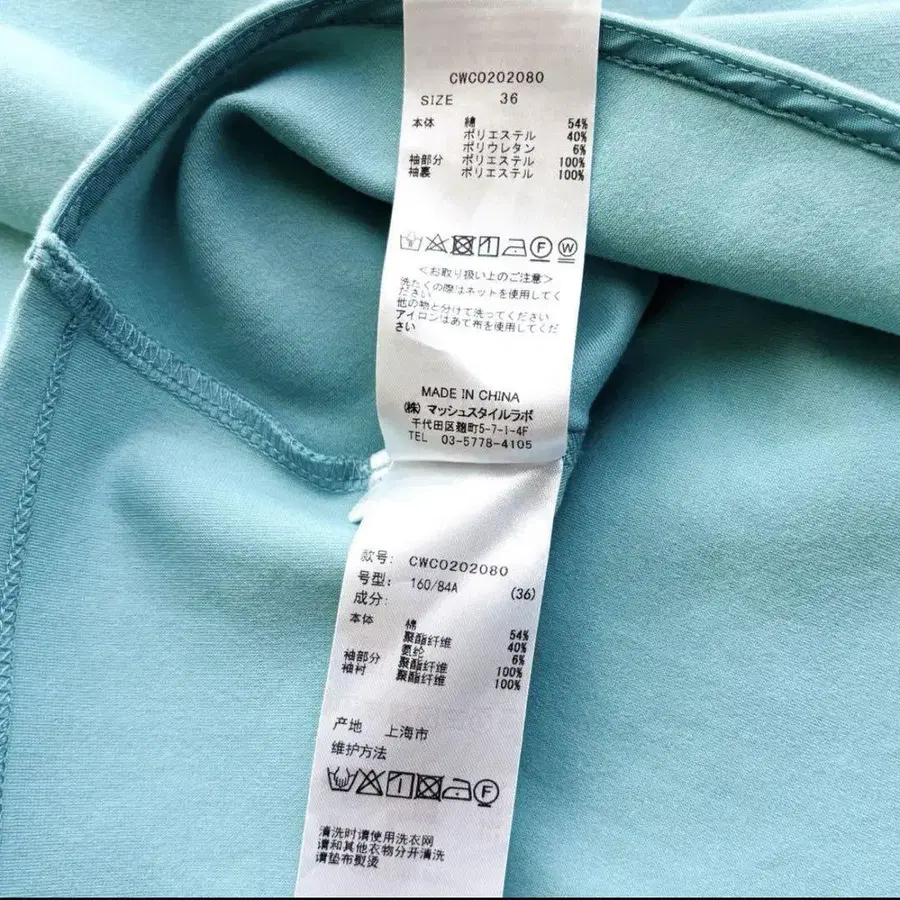 CWCO202080
SIZE 36
本体 綿 54%
ポリエステル 40%
ポリウレタン 6%
袖部分 ポリエステル 100%
袖裏 ポリエステル 100%
F W
<お取り扱い上のご注意>
洗たくの際はネットを使用してく
ださい
他の物と分けて洗ってください
アイロンはあて布を使用してくだ
さい
MADE IN CHINA
(株) マッシュスタイルラボ
千代田区麹町5-7-1-4F
TEL 03-5778-4105
款号: CWCO202080
号型: 160/84A (36)
成分:
本体 棉 54%
聚酯纤维 40%
氨纶 6%
袖部分 聚酯纤维 100%
袖衬 聚酯纤维 100%
产地 上海市
维护方法
F
清洗时请使用洗衣网
请和其他衣物分开清洗
请垫布熨烫